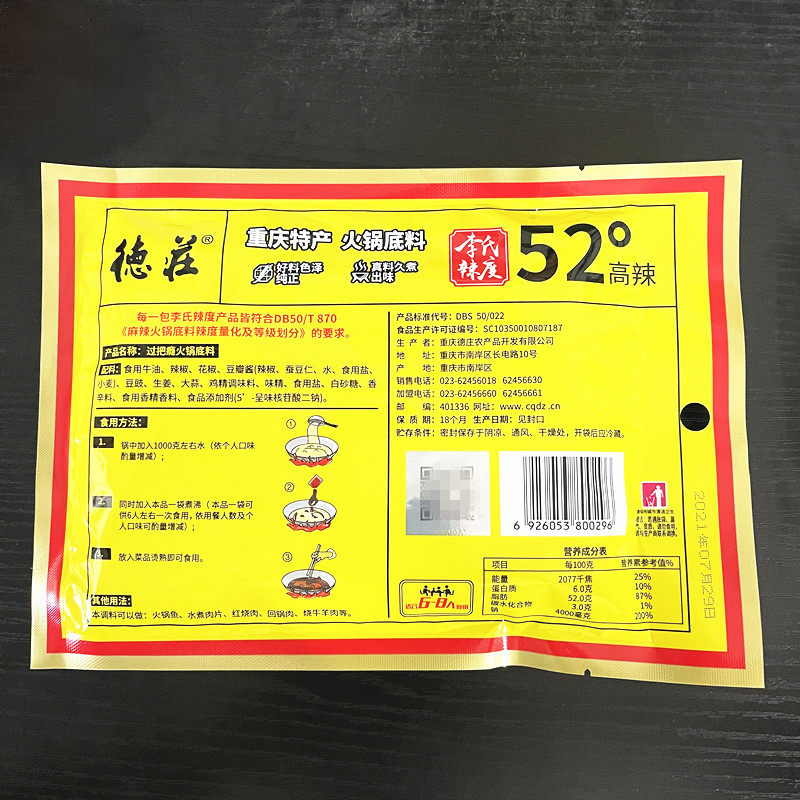 德莊®
重庆特产 火锅底料
好料色泽纯正
真料久煮出味
李氏辣度
52°
高辣
每一包李氏辣度产品皆符合DB50/T 870
《麻辣火锅底料辣度量化及等级划分》的要求。
产品名称：过把瘾火锅底料
配料：食用牛油、辣椒、花椒、豆瓣酱(辣椒、蚕豆仁、水、食用盐、
小麦)、豆豉、生姜、大蒜、鸡精调味料、味精、食用盐、白砂糖、香
辛料、食用香精香料、食品添加剂(5′-呈味核苷酸二钠)。
食用方法：
1.
锅中加入1000克左右水（依个人口味
酌量增减）；
①
2.
同时加入本品一袋煮沸（本品一袋可
供6人左右一次食用，依用餐人数及个
人口味可酌量增减）；
②
3.
放入菜品烫熟即可食用。
③
其他用法：
本调料可以做：火锅鱼、水煮肉片、红烧肉、回锅肉、烧牛羊肉等。
产品标准代号：DBS 50/022
食品生产许可证编号：SC10350010807187
生 产 者：重庆德庄农产品开发有限公司
地 址：重庆市南岸区长电路10号
产 地：重庆市南岸区
销售电话：023-62456018 62456630
加盟电话：023-62456660 62456661
邮 编：401336 网址：www.cqdz.cn
保 质 期：18个月 生产日期：见封口
贮存条件：密封保存于阴凉、通风、干燥处，开袋后应冷藏。
6 926053 800296
适合6-8人食用
营养成分表
项目 每100克 营养素参考值%
能量 2077千焦 25%
蛋白质 6.0克 10%
脂肪 52.0克 87%
碳水化合物 3.0克 1%
钠 4000毫克 200%
2021年07月29日